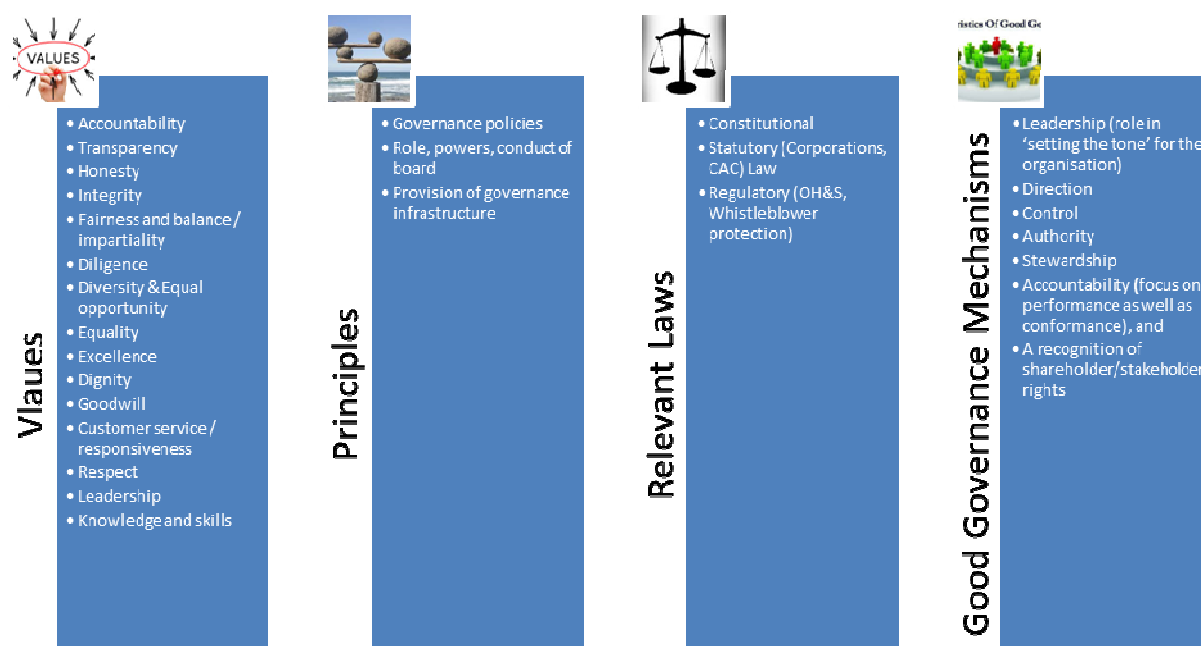 VALUES
Vlaues
• Accountability
• Transparency
• Honesty
• Integrity
• Fairness and balance /
impartiality
• Diligence
• Diversity & Equal
opportunity
• Equality
• Excellence
• Dignity
• Goodwill
• Customer service /
responsiveness
• Respect
• Leadership
• Knowledge and skills
Principles
• Governance policies
• Role, powers, conduct of
board
• Provision of governance
infrastructure
Relevant Laws
• Constitutional
• Statutory (Corporations,
CAC) Law
• Regulatory (OH&S,
Whistleblower
protection)
ristics Of Good Go
Good Governance Mechanisms
• Leadership (role in
‘setting the tone’ for the
organisation)
• Direction
• Control
• Authority
• Stewardship
• Accountability (focus on
performance as well as
conformance), and
• A recognition of
shareholder/stakeholder
rights